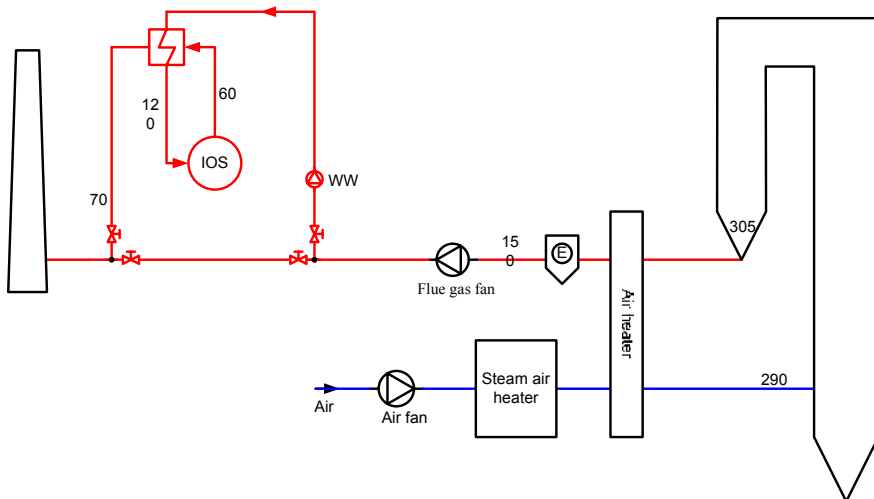 60
12
0
IOS
WW
70
15
0
E
305
Flue gas fan
Air heater
Steam air
heater
290
Air
Air fan